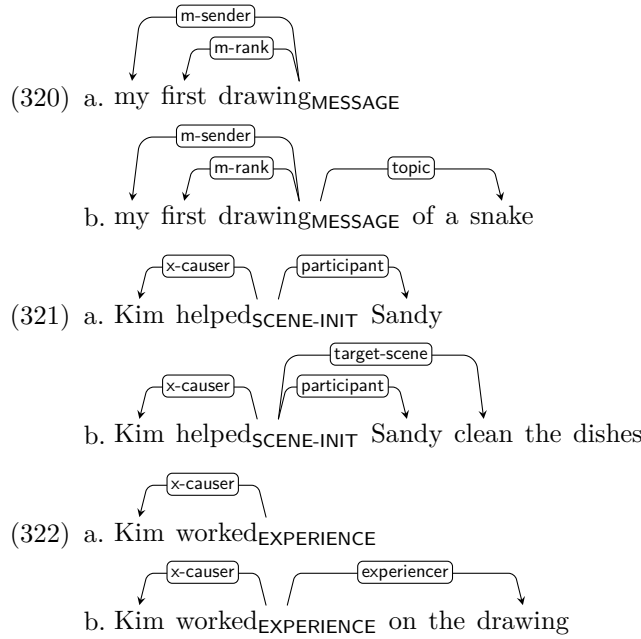 m-sender
m-rank
(320) a. my first drawingMESSAGE
m-sender
m-rank topic
b. my first drawingMESSAGE of a snake
x-causer participant
(321) a. Kim helpedSCENE-INIT Sandy
target-scene
x-causer participant
b. Kim helpedSCENE-INIT Sandy clean the dishes
x-causer
(322) a. Kim workedEXPERIENCE
x-causer experiencer
b. Kim workedEXPERIENCE on the drawing